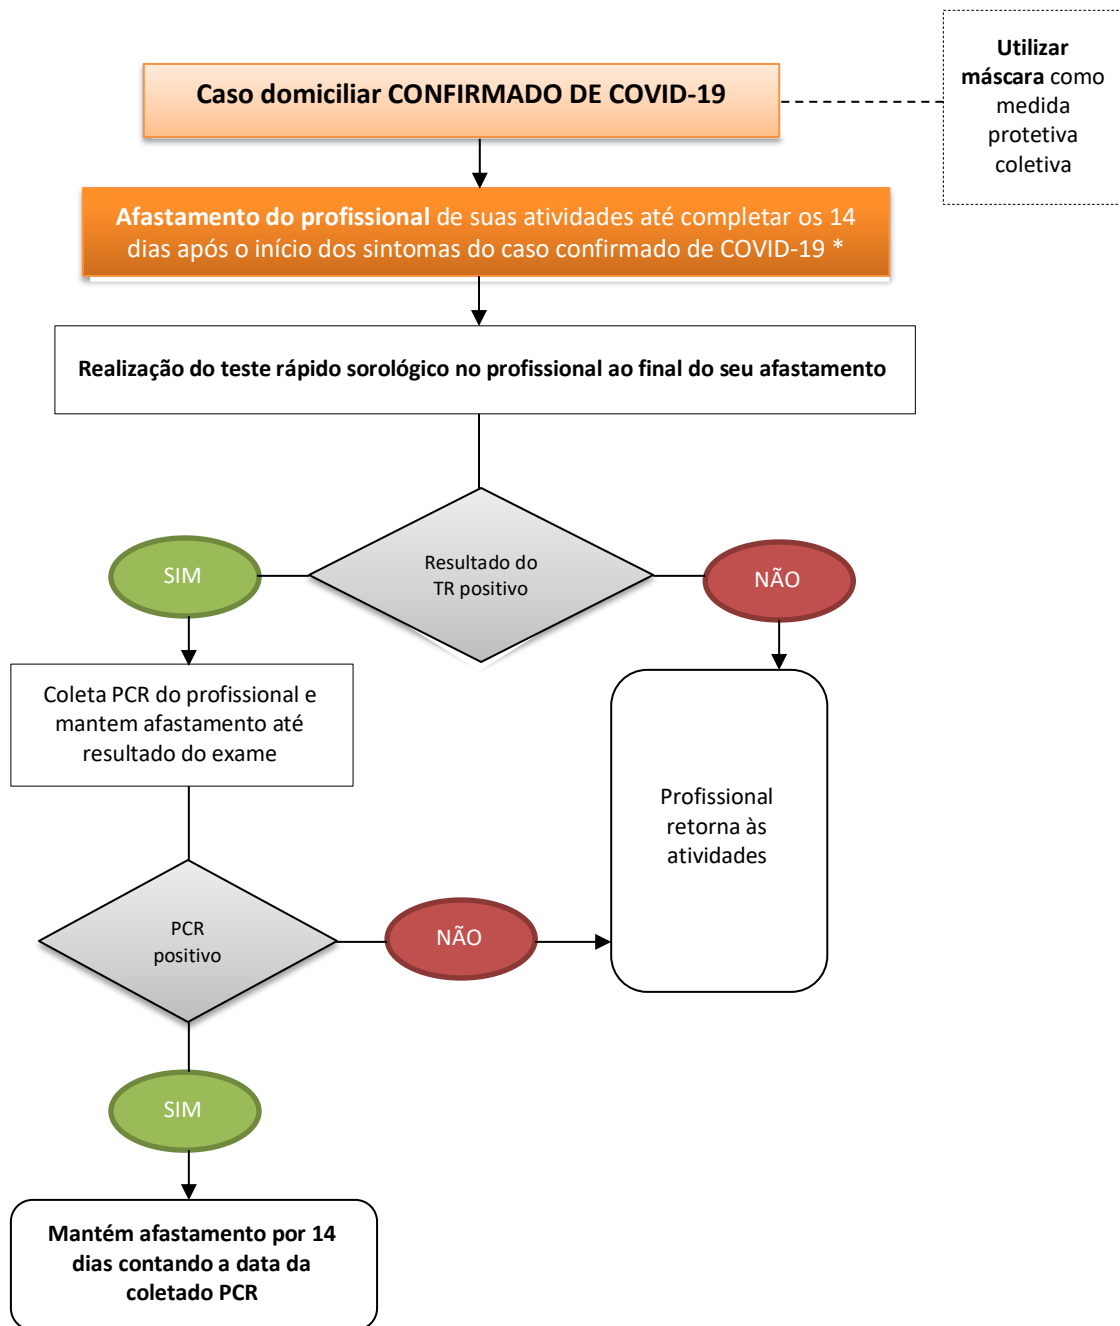 Utilizar
máscara como
medida
protetiva
coletiva
Caso domiciliar CONFIRMADO DE COVID-19
Afastamento do profissional de suas atividades até completar os 14
dias após o início dos sintomas do caso confirmado de COVID-19 *
Realização do teste rápido sorológico no profissional ao final do seu afastamento
Resultado do
TR positivo
SIM
NÃO
Coleta PCR do profissional e
mantem afastamento até
resultado do exame
Profissional
retorna às
atividades
PCR
positivo
NÃO
SIM
Mantém afastamento por 14
dias contando a data da
coletado PCR